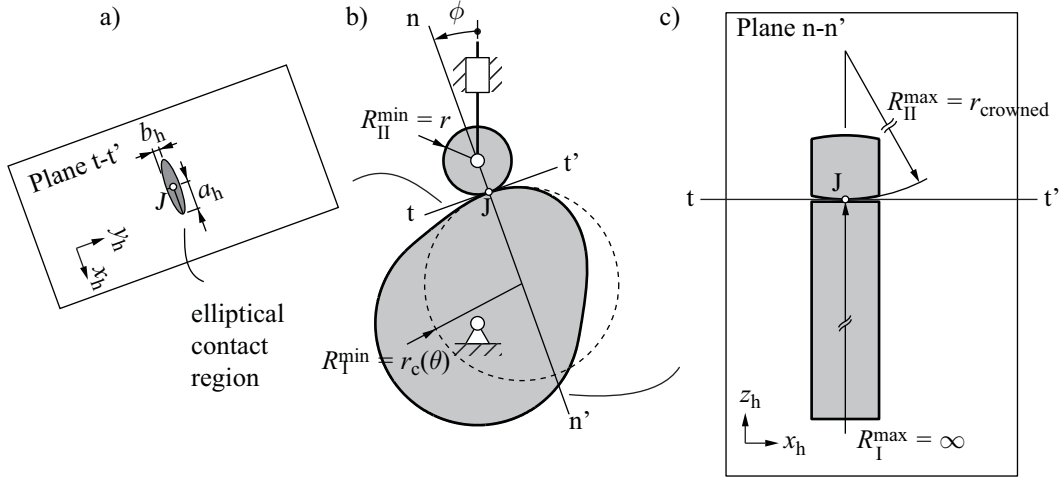 a)
Plane t-t’
b_h
J
a_h
y_h
x_h
elliptical
contact
region
b)
n
ϕ
R_II^min = r
t’
t
J
R_I^min = r_c(θ)
n’
c)
Plane n-n’
R_II^max = r_crowned
J
t
t’
z_h
x_h
R_I^max = ∞